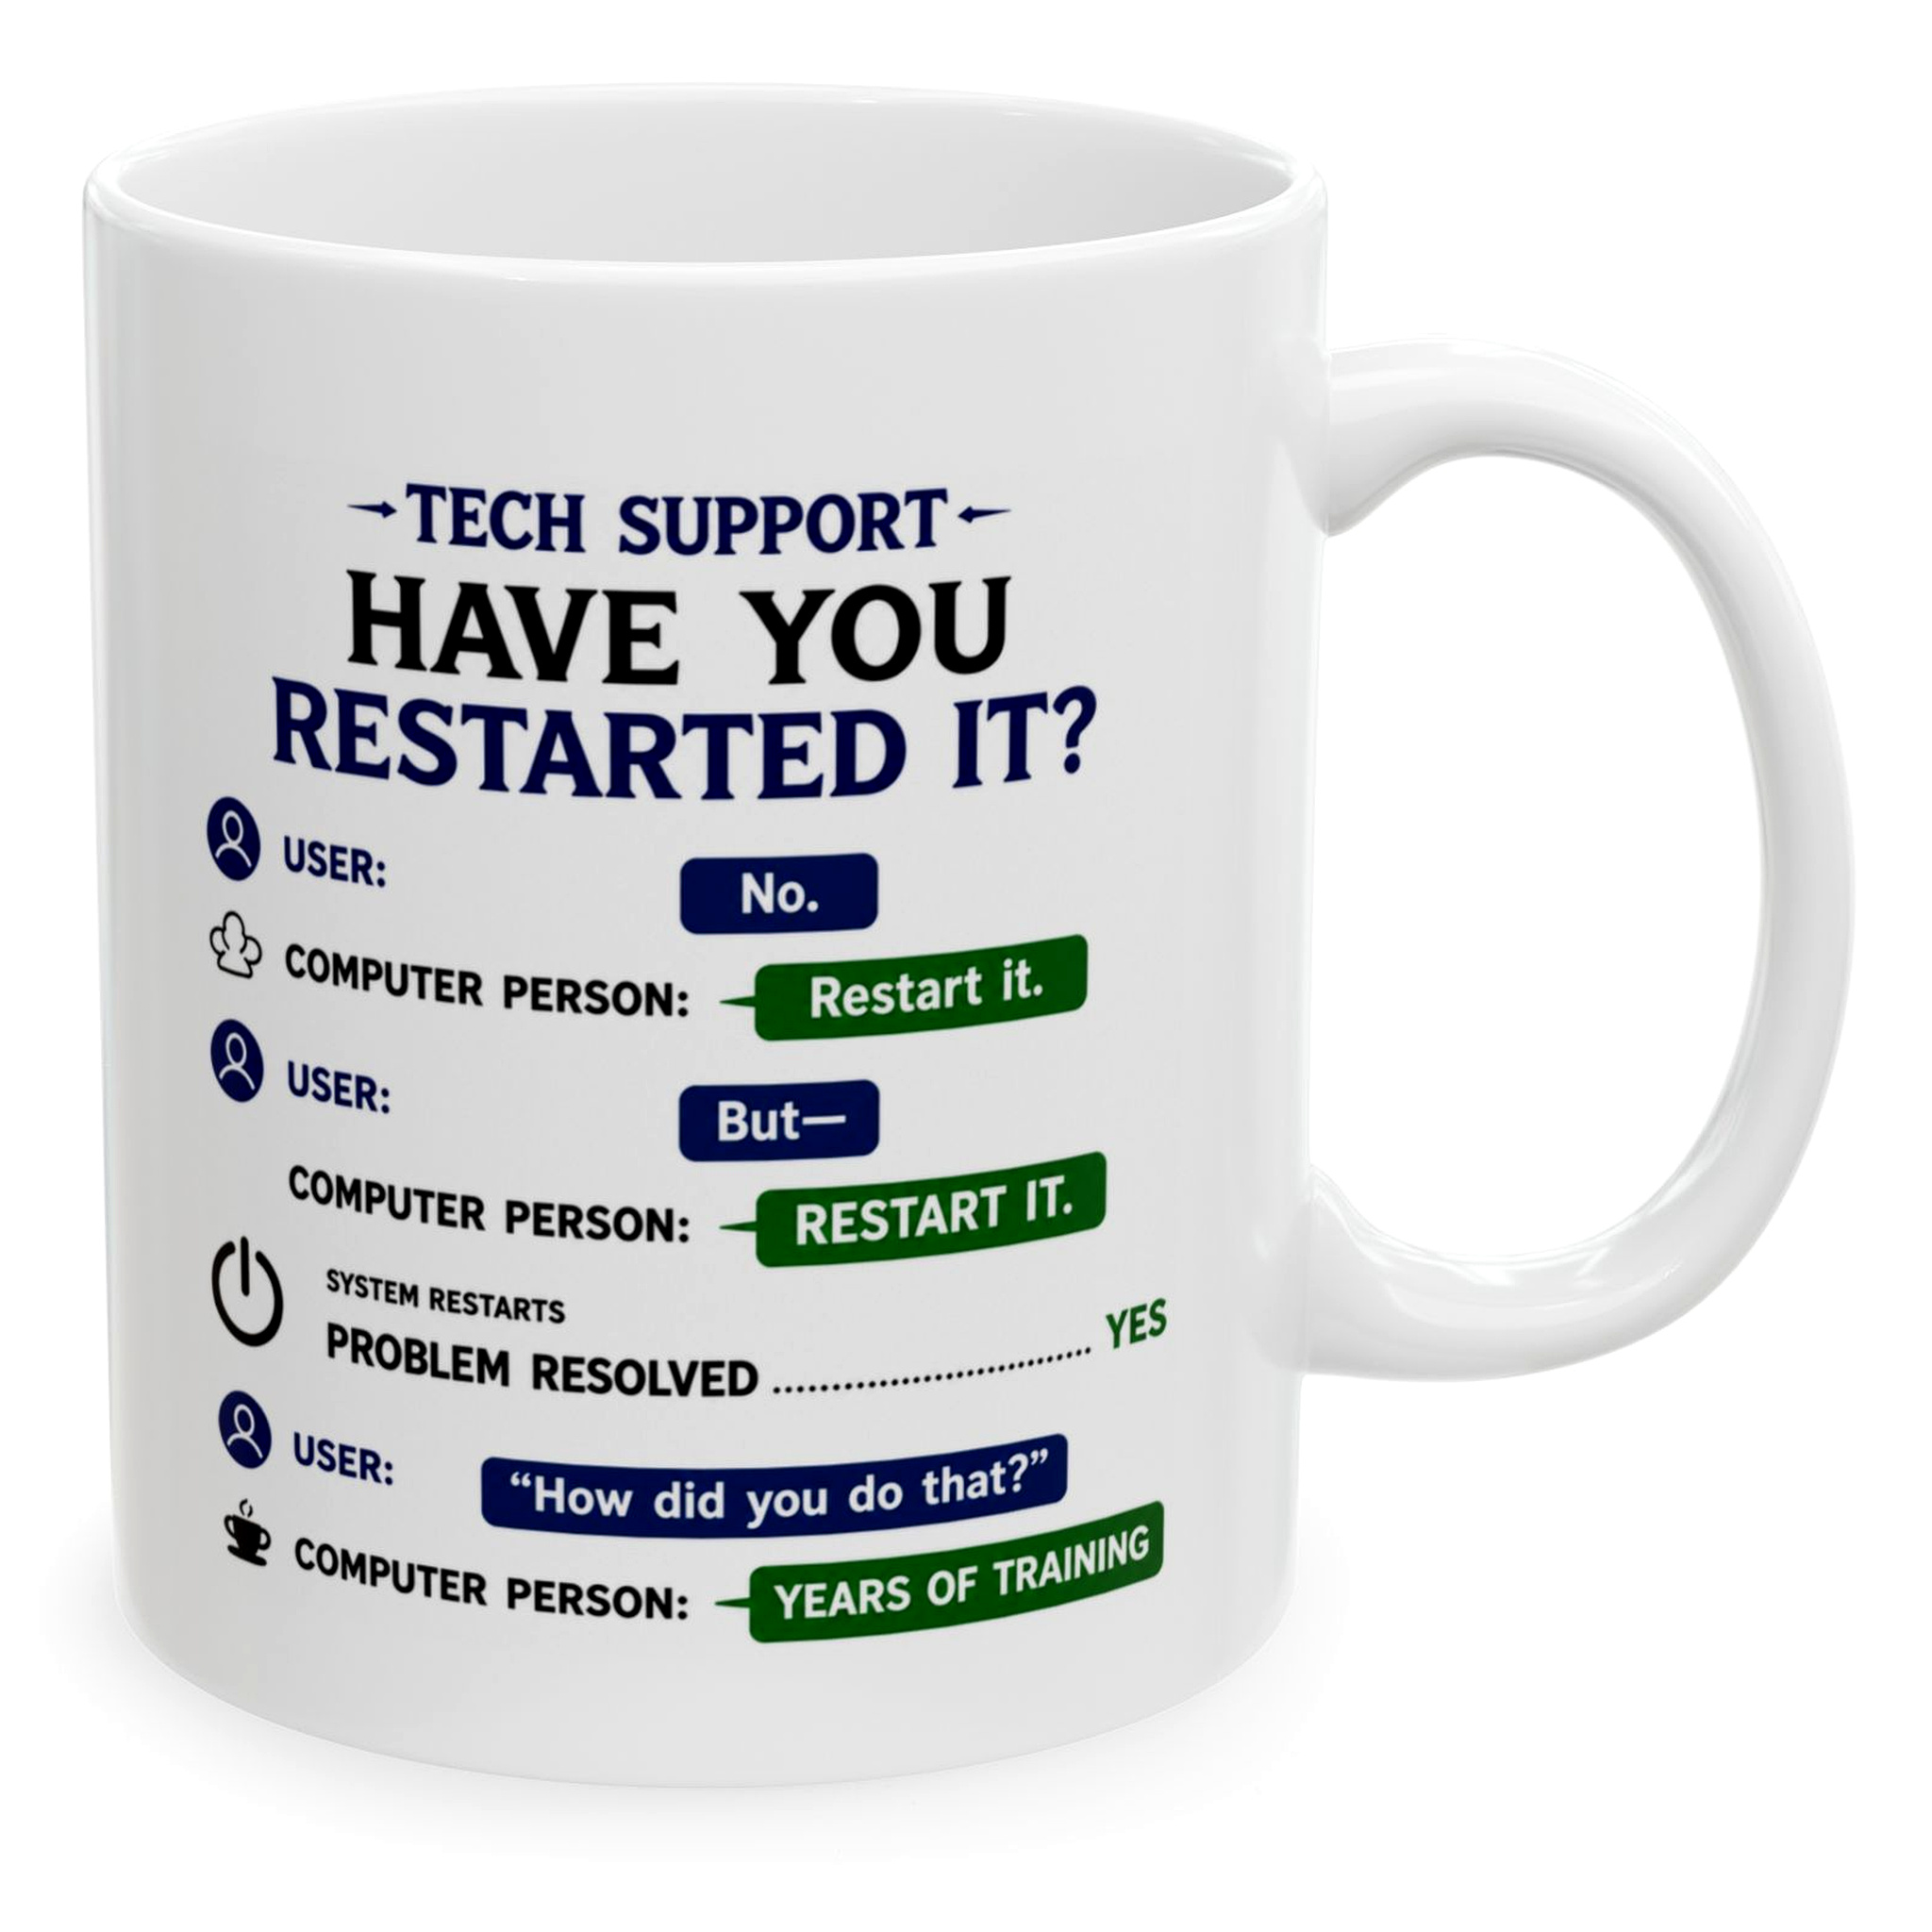 TECH SUPPORT
HAVE YOU
RESTARTED IT?
USER: No.
COMPUTER PERSON: Restart it.
USER: But—
COMPUTER PERSON: RESTART IT.
SYSTEM RESTARTS
PROBLEM RESOLVED .................................. YES
USER: “How did you do that?”
COMPUTER PERSON: YEARS OF TRAINING